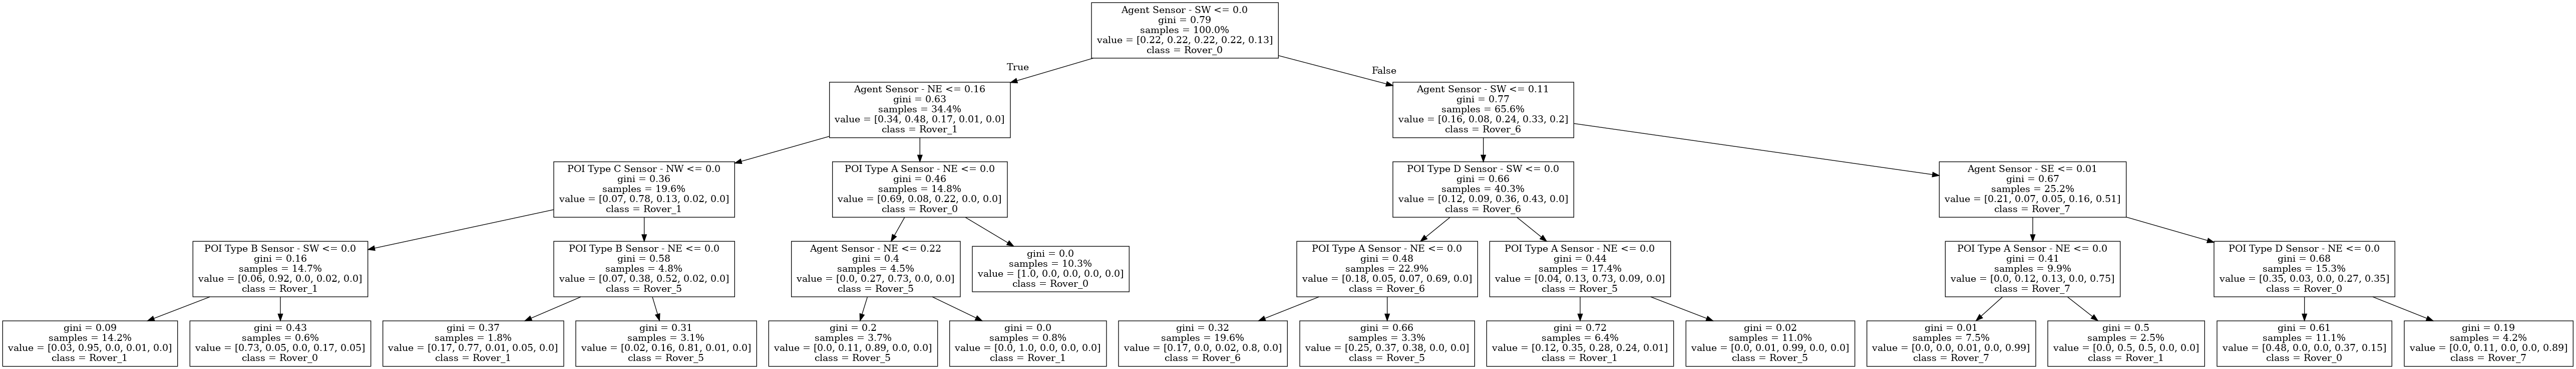 Agent Sensor - SW <= 0.0
gini = 0.79
samples = 100.0%
value = [0.22, 0.22, 0.22, 0.22, 0.13]
class = Rover_0
True
False
Agent Sensor - NE <= 0.16
gini = 0.63
samples = 34.4%
value = [0.34, 0.48, 0.17, 0.01, 0.0]
class = Rover_1
Agent Sensor - SW <= 0.11
gini = 0.77
samples = 65.6%
value = [0.16, 0.08, 0.24, 0.33, 0.2]
class = Rover_6
POI Type C Sensor - NW <= 0.0
gini = 0.36
samples = 19.6%
value = [0.07, 0.78, 0.13, 0.02, 0.0]
class = Rover_1
POI Type A Sensor - NE <= 0.0
gini = 0.46
samples = 14.8%
value = [0.69, 0.08, 0.22, 0.0, 0.0]
class = Rover_0
POI Type D Sensor - SW <= 0.0
gini = 0.66
samples = 40.3%
value = [0.12, 0.09, 0.36, 0.43, 0.0]
class = Rover_6
Agent Sensor - SE <= 0.01
gini = 0.67
samples = 25.2%
value = [0.21, 0.07, 0.05, 0.16, 0.51]
class = Rover_7
POI Type B Sensor - SW <= 0.0
gini = 0.16
samples = 14.7%
value = [0.06, 0.92, 0.0, 0.02, 0.0]
class = Rover_1
POI Type B Sensor - NE <= 0.0
gini = 0.58
samples = 4.8%
value = [0.07, 0.38, 0.52, 0.02, 0.0]
class = Rover_5
Agent Sensor - NE <= 0.22
gini = 0.4
samples = 4.5%
value = [0.0, 0.27, 0.73, 0.0, 0.0]
class = Rover_5
gini = 0.0
samples = 10.3%
value = [1.0, 0.0, 0.0, 0.0, 0.0]
class = Rover_0
POI Type A Sensor - NE <= 0.0
gini = 0.48
samples = 22.9%
value = [0.18, 0.05, 0.07, 0.69, 0.0]
class = Rover_6
POI Type A Sensor - NE <= 0.0
gini = 0.44
samples = 17.4%
value = [0.04, 0.13, 0.73, 0.09, 0.0]
class = Rover_5
POI Type A Sensor - NE <= 0.0
gini = 0.41
samples = 9.9%
value = [0.0, 0.12, 0.13, 0.0, 0.75]
class = Rover_7
POI Type D Sensor - NE <= 0.0
gini = 0.68
samples = 15.3%
value = [0.35, 0.03, 0.0, 0.27, 0.35]
class = Rover_0
gini = 0.09
samples = 14.2%
value = [0.03, 0.95, 0.0, 0.01, 0.0]
class = Rover_1
gini = 0.43
samples = 0.6%
value = [0.73, 0.05, 0.0, 0.17, 0.05]
class = Rover_0
gini = 0.37
samples = 1.8%
value = [0.17, 0.77, 0.01, 0.05, 0.0]
class = Rover_1
gini = 0.31
samples = 3.1%
value = [0.02, 0.16, 0.81, 0.01, 0.0]
class = Rover_5
gini = 0.2
samples = 3.7%
value = [0.0, 0.11, 0.89, 0.0, 0.0]
class = Rover_5
gini = 0.0
samples = 0.8%
value = [0.0, 1.0, 0.0, 0.0, 0.0]
class = Rover_1
gini = 0.32
samples = 19.6%
value = [0.17, 0.0, 0.02, 0.8, 0.0]
class = Rover_6
gini = 0.66
samples = 3.3%
value = [0.25, 0.37, 0.38, 0.0, 0.0]
class = Rover_5
gini = 0.72
samples = 6.4%
value = [0.12, 0.35, 0.28, 0.24, 0.01]
class = Rover_1
gini = 0.02
samples = 11.0%
value = [0.0, 0.01, 0.99, 0.0, 0.0]
class = Rover_5
gini = 0.01
samples = 7.5%
value = [0.0, 0.0, 0.01, 0.0, 0.99]
class = Rover_7
gini = 0.5
samples = 2.5%
value = [0.0, 0.5, 0.5, 0.0, 0.0]
class = Rover_1
gini = 0.61
samples = 11.1%
value = [0.48, 0.0, 0.0, 0.37, 0.15]
class = Rover_0
gini = 0.19
samples = 4.2%
value = [0.0, 0.11, 0.0, 0.0, 0.89]
class = Rover_7